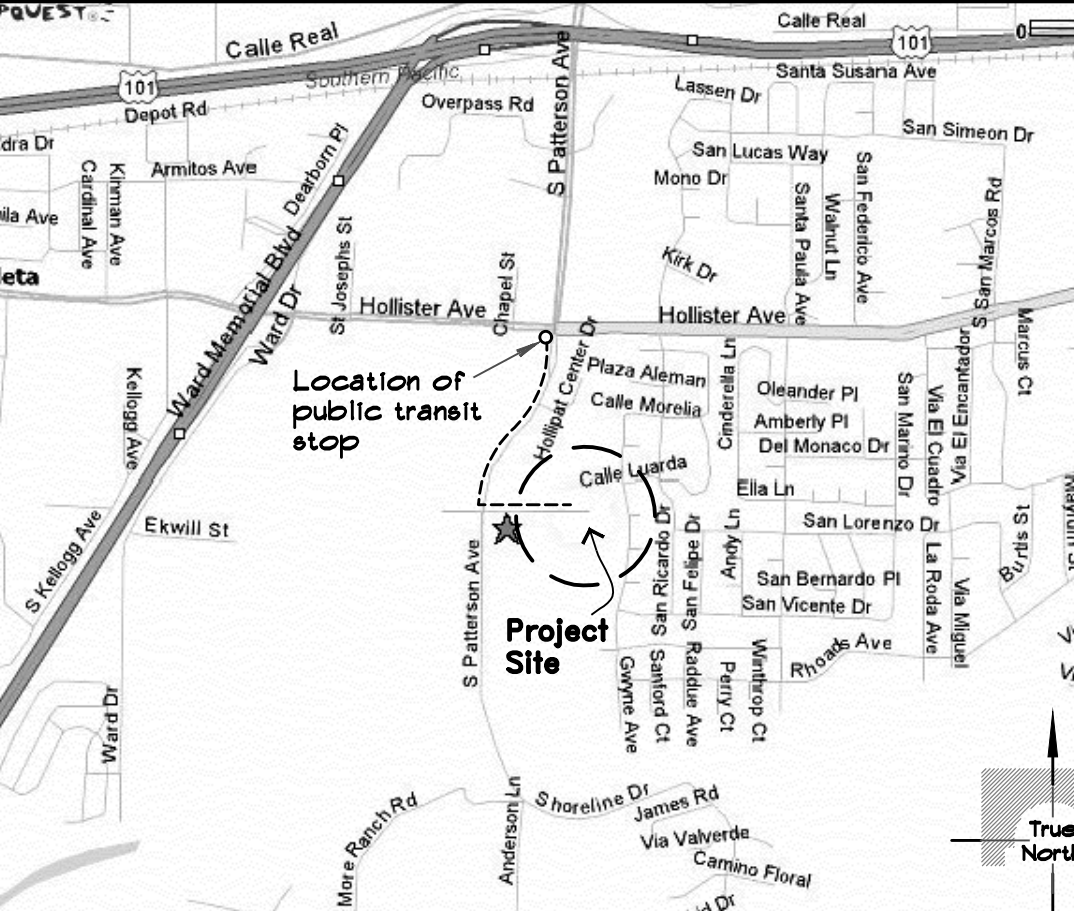 Calle Real
Calle Real
0
101
101
Southern Pacific
Santa Susana Ave
Depot Rd
Overpass Rd
S Patterson Ave
Lassen Dr
San Simeon Dr
dra Dr
Armitos Ave
Dearborn Pl
San Lucas Way
Mono Dr
Cardinal Ave
Kinman Ave
Santa Paula Ave
Walnut Ln
San Federico Ave
S San Marcos Rd
ila Ave
leta
Ward Memorial Blvd
Ward Dr
St Josephs St
Hollister Ave
Chapel St
Kirk Dr
Hollister Ave
Marcus Ct
Location of
public transit
stop
Hollipat Center Dr
Plaza Aleman
Calle Morelia
Cinderella Ln
Oleander Pl
Amberly Pl
Del Monaco Dr
San Marino Dr
Via El Cuadro
Via El Encantador
Kellogg Ave
Calle Luarda
Ella Ln
San Lorenzo Dr
S Kellogg Ave
Ekwill St
S Patterson Ave
San Ricardo Dr
San Felipe Dr
Andy Ln
San Bernardo Pl
San Vicente Dr
La Roda Ave
Via Miguel
Burtis St
Project
Site
Rhoads Ave
Gwyne Ave
Sanford Ct
Raddue Ave
Perry Ct
Winthrop Ct
Ward Dr
More Ranch Rd
Anderson Ln
Shoreline Dr
James Rd
Via Valverde
Camino Floral
True
North